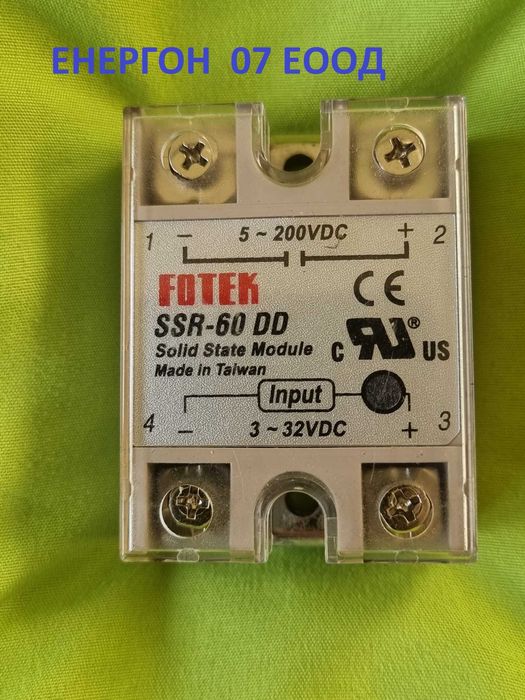 ЕНЕРГОН 07 ЕООД
1 − 5 ~ 200VDC + 2
FOTEK
CE
SSR-60 DD
Solid State Module
Made in Taiwan
C RU ® US
Input
4 − 3 ~ 32VDC + 3